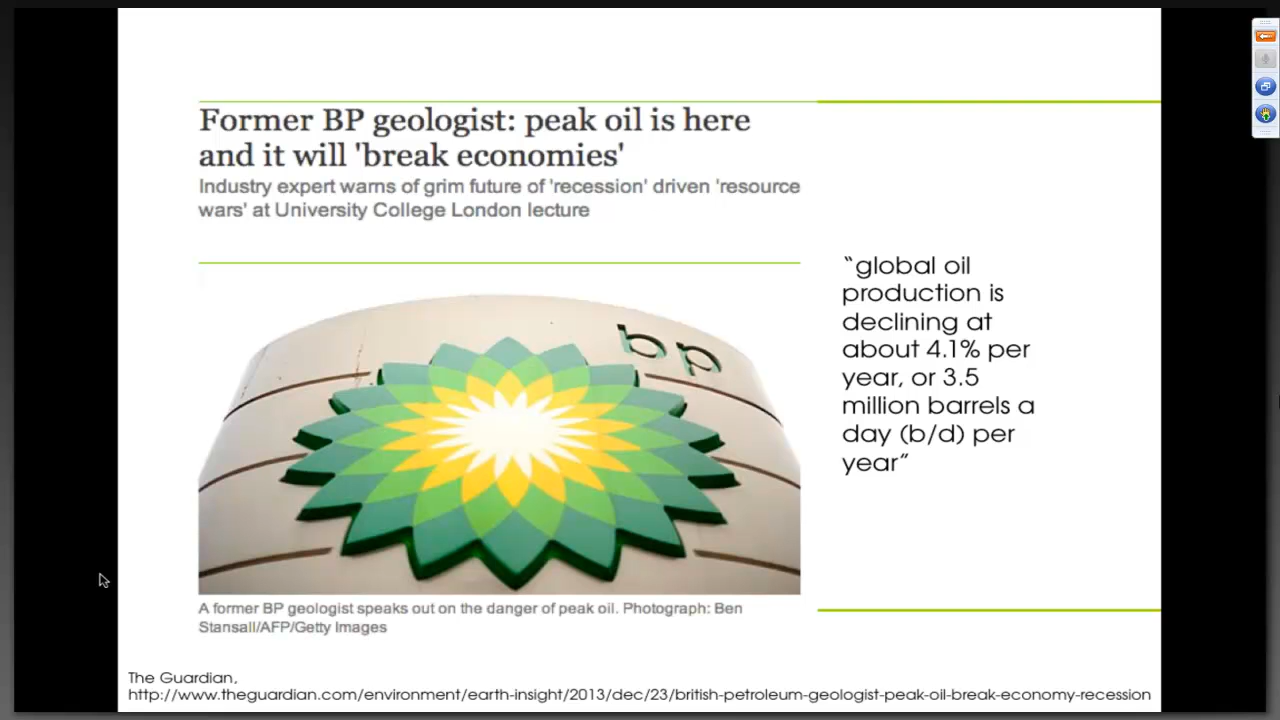 Former BP geologist: peak oil is here
and it will 'break economies'
Industry expert warns of grim future of 'recession' driven 'resource
wars' at University College London lecture
bp
“global oil
production is
declining at
about 4.1% per
year, or 3.5
million barrels a
day (b/d) per
year”
A former BP geologist speaks out on the danger of peak oil. Photograph: Ben
Stansall/AFP/Getty Images
The Guardian,
http://www.theguardian.com/environment/earth-insight/2013/dec/23/british-petroleum-geologist-peak-oil-break-economy-recession